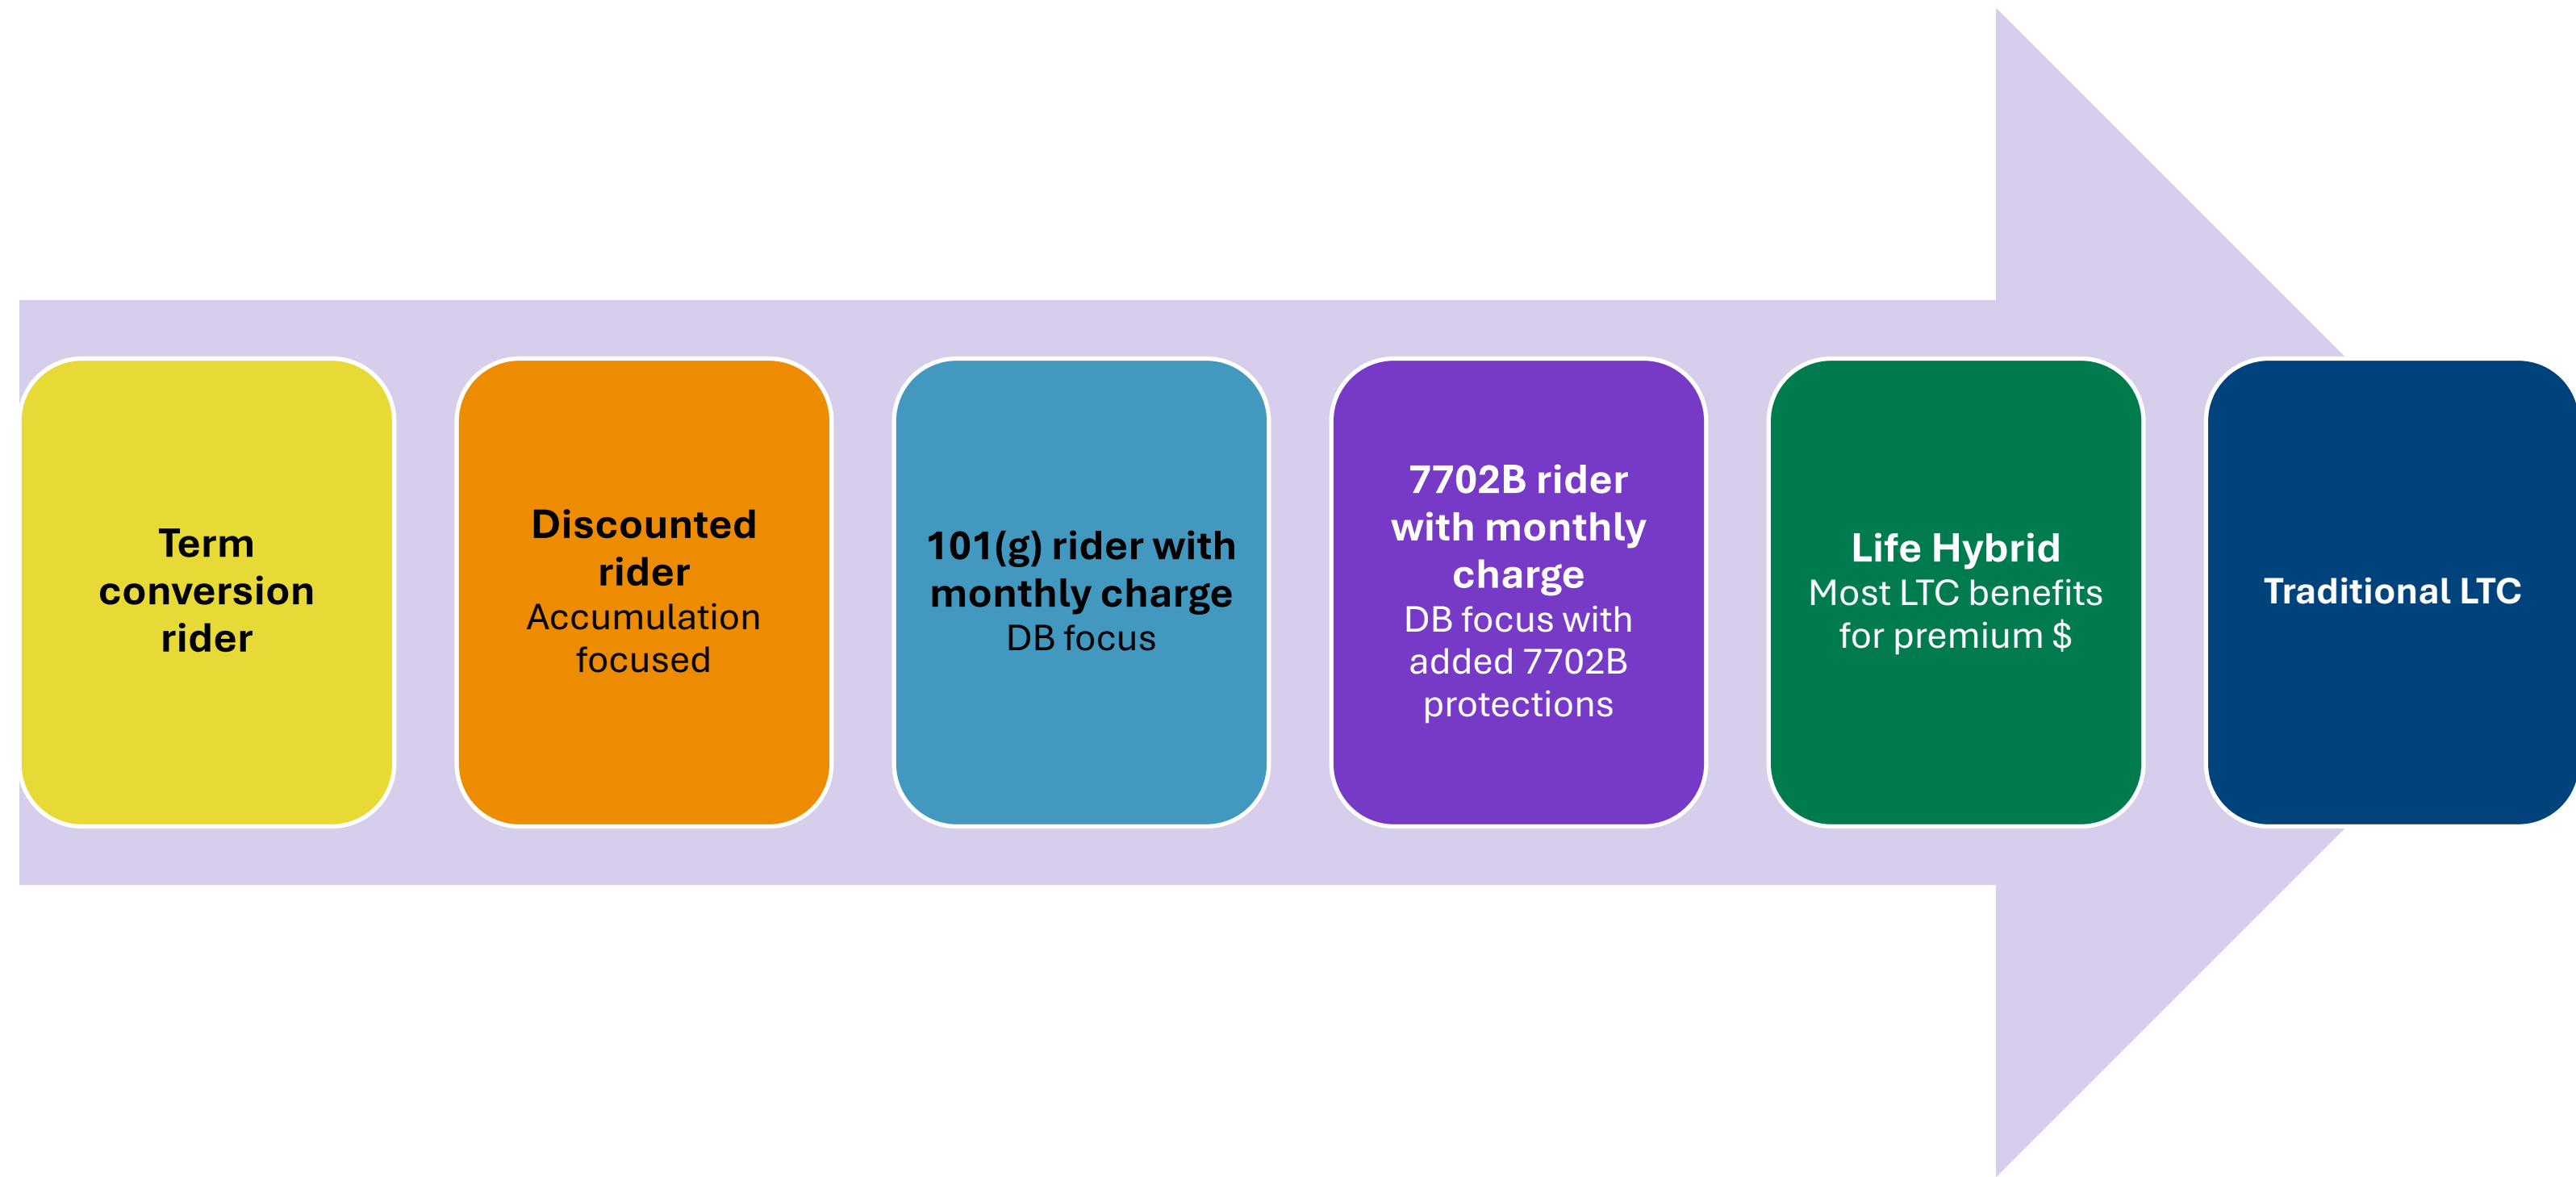 Term
conversion
rider
Discounted
rider
Accumulation
focused
101(g) rider with
monthly charge
DB focus
7702B rider
with monthly
charge
DB focus with
added 7702B
protections
Life Hybrid
Most LTC benefits
for premium $
Traditional LTC